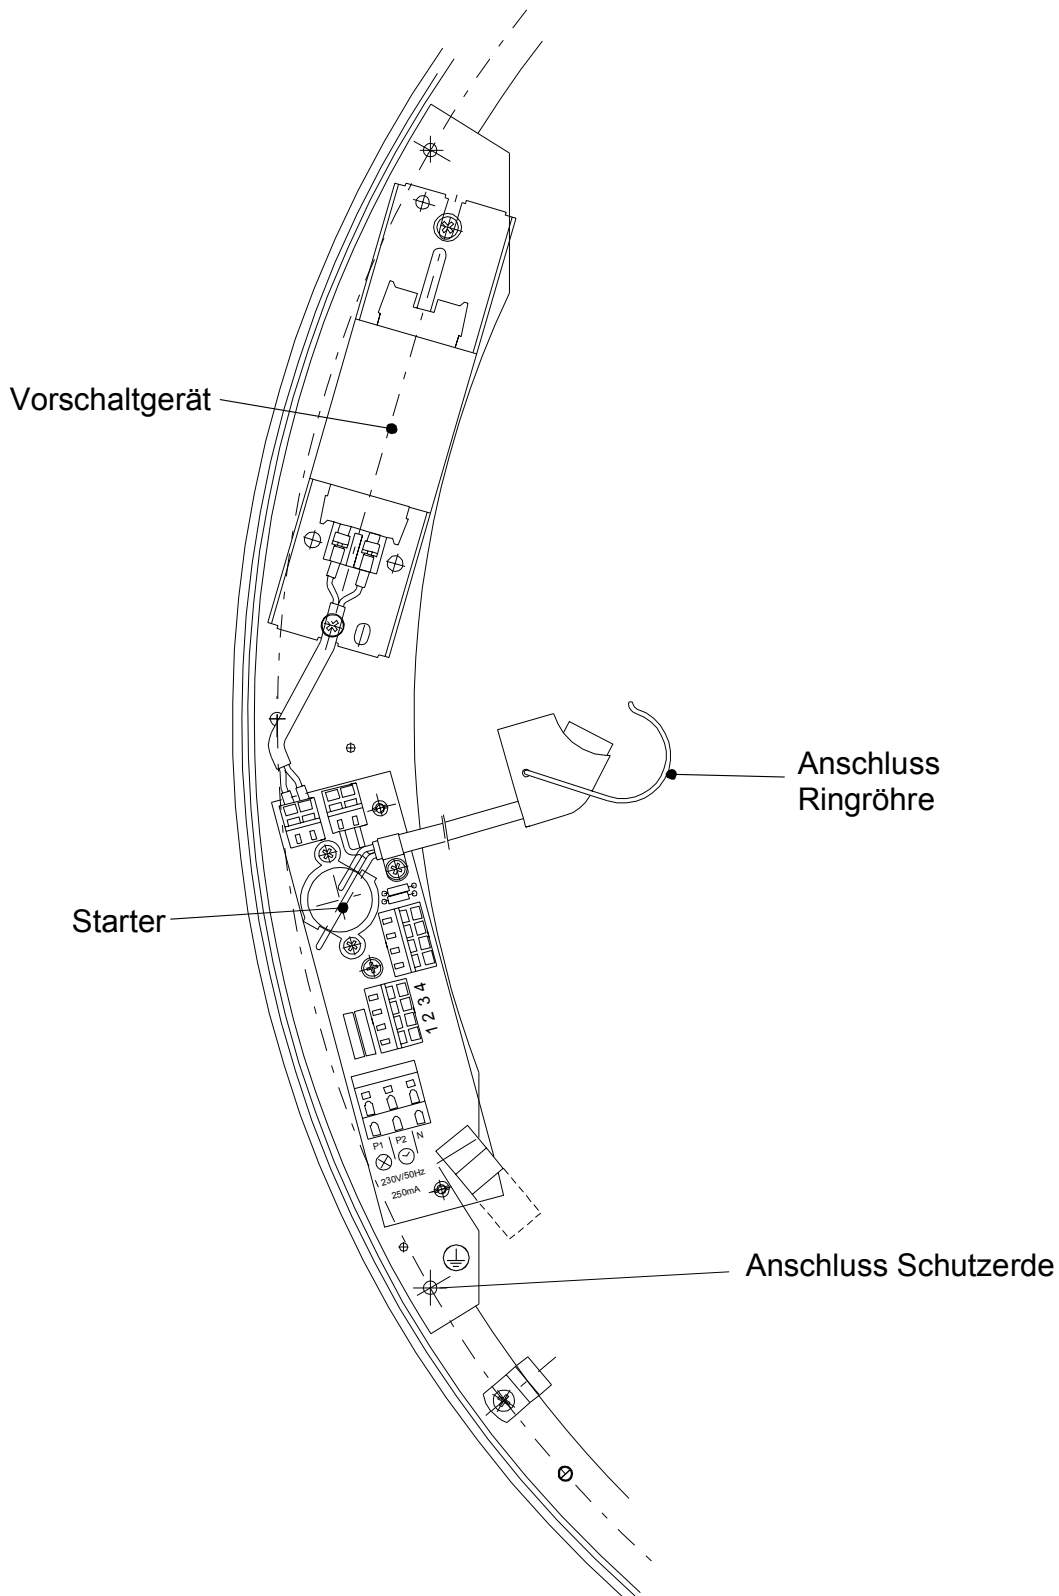 Vorschaltgerät
Anschluss
Ringröhre
Starter
1 2 3 4
P1 P2 N
230V/50Hz
250mA
Anschluss Schutzerde